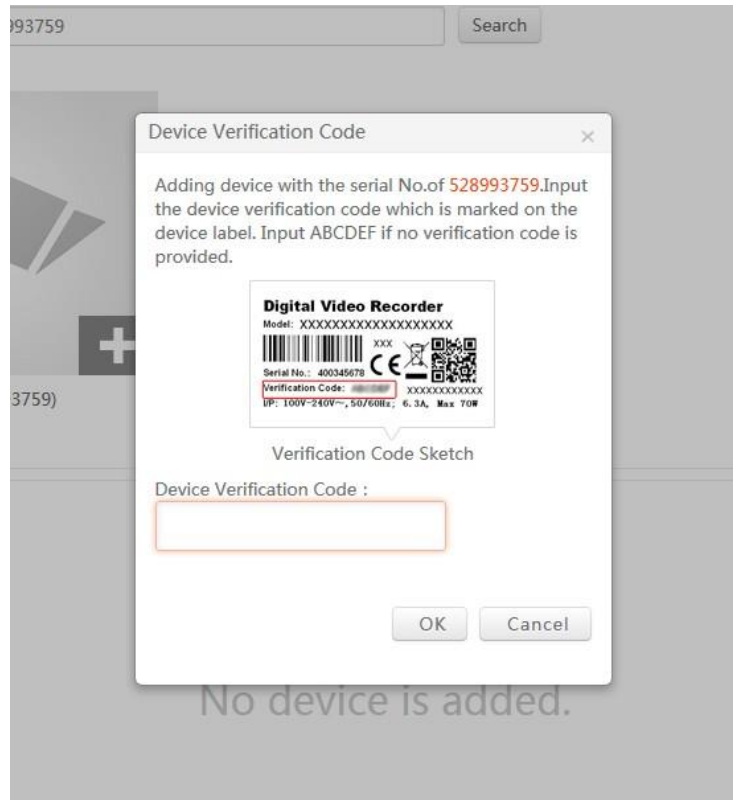 993759
Search
Device Verification Code
×
Adding device with the serial No.of 528993759.Input
the device verification code which is marked on the
device label. Input ABCDEF if no verification code is
provided.
Digital Video Recorder
Model: XXXXXXXXXXXXXXXXXXX
XXX
CE
Serial No.: 400345678
Verification Code:
XXXXXXXXXXXX
I/P: 100V-240V~, 50/60Hz; 6.3A, Max 70W
Verification Code Sketch
3759)
Device Verification Code :
OK
Cancel
No device is added.